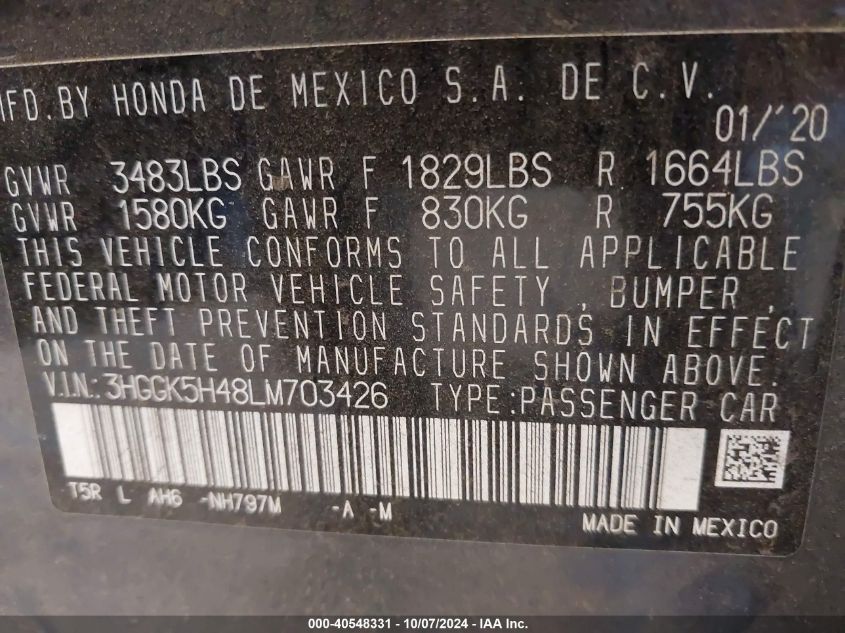 MFD.BY HONDA DE MEXICO S.A. DE C.V.
01/'20
GVWR 3483LBS GAWR F 1829LBS R 1664LBS
GVWR 1580KG GAWR F 830KG R 755KG
THIS VEHICLE CONFORMS TO ALL APPLICABLE
FEDERAL MOTOR VEHICLE SAFETY , BUMPER ,
AND THEFT PREVENTION STANDARDS IN EFFECT
ON THE DATE OF MANUFACTURE SHOWN ABOVE.
V.I.N.:3HGGK5H48LM703426 TYPE:PASSENGER CAR
T5R L AH6 -NH797M -A -M
MADE IN MEXICO
000-40548331 - 10/07/2024 - IAA Inc.